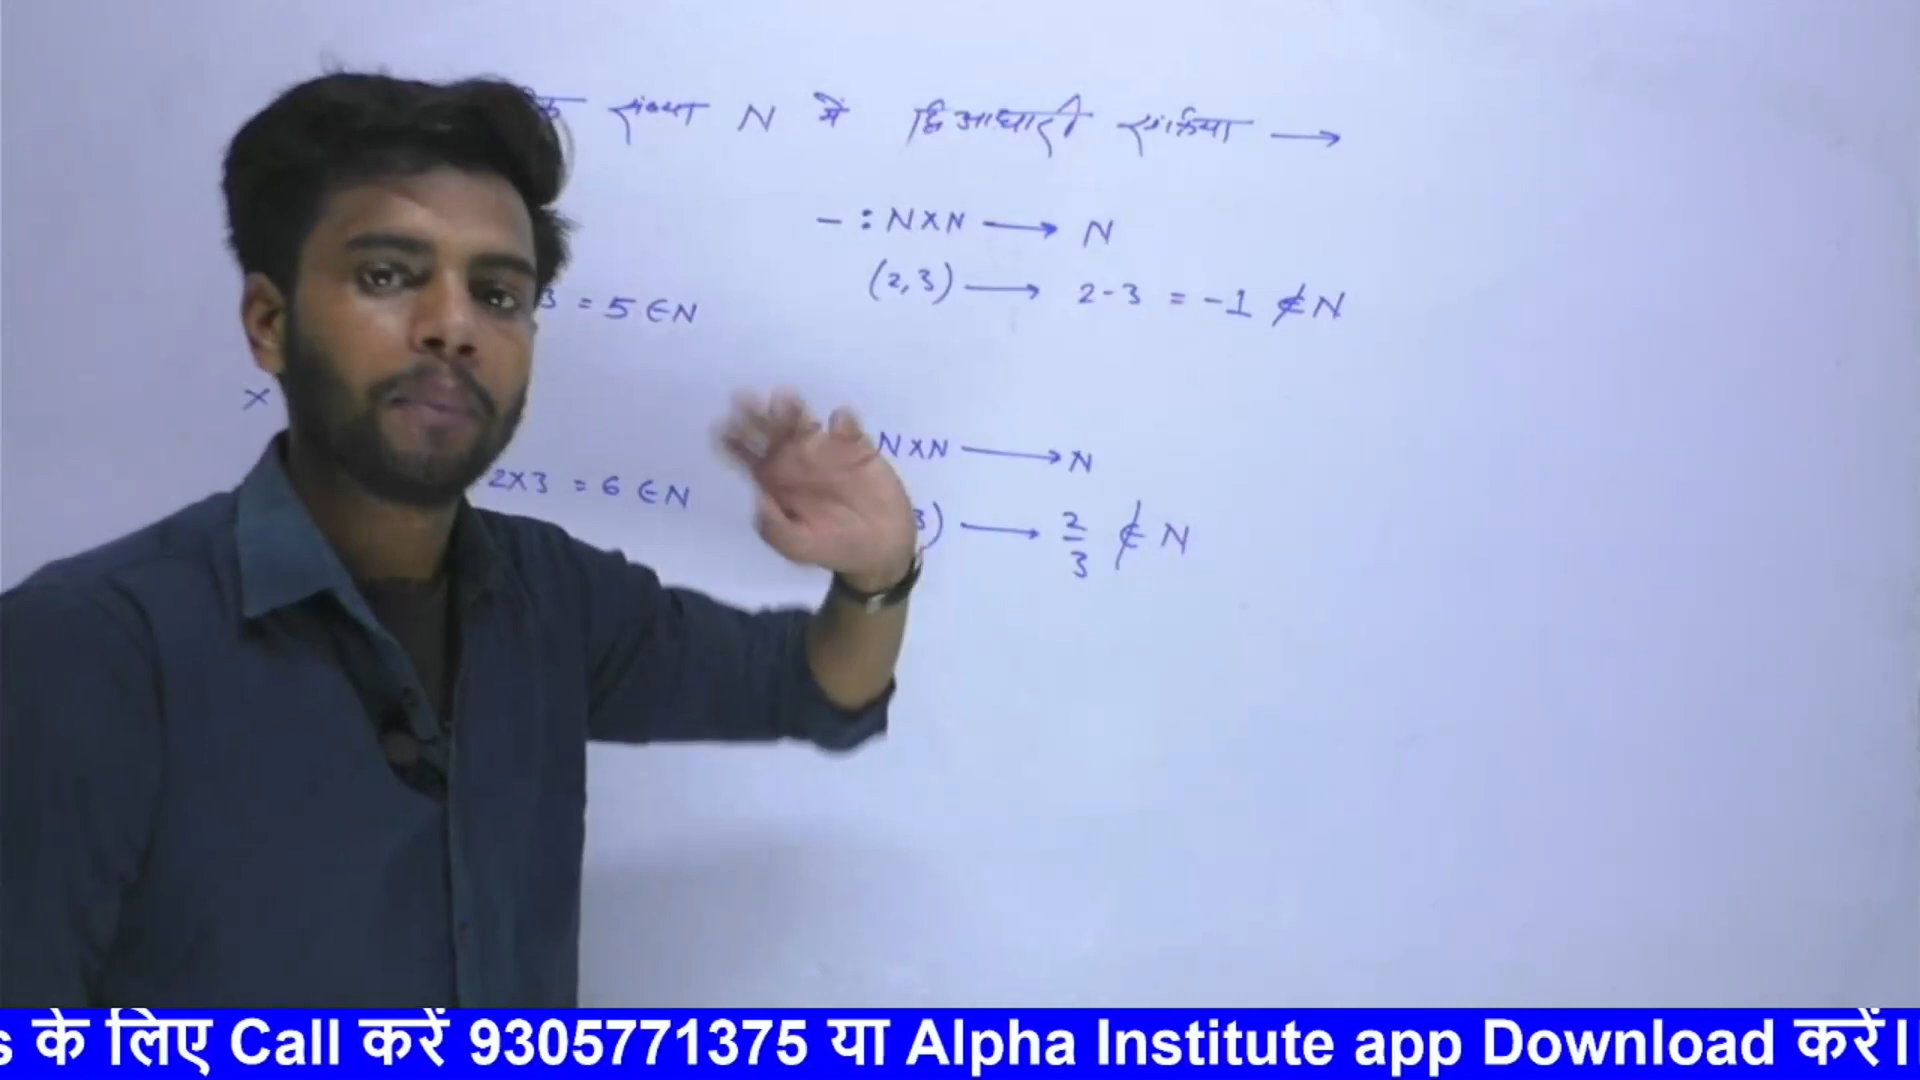 संख्या N में द्विआधारी संक्रिया →
- : N×N → N
(2,3) → 2-3 = -1 ∉ N
3 = 5 ∈ N
×
N×N → N
2×3 = 6 ∈ N
3) → 2/3 ∉ N
s के लिए Call करें 9305771375 या Alpha Institute app Download करें।